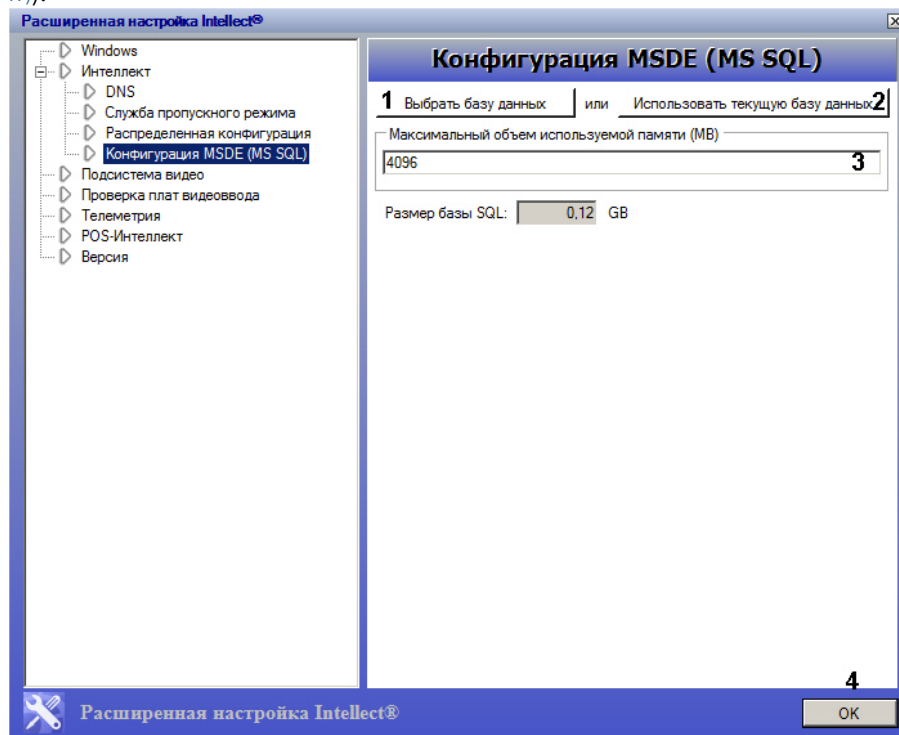 Расширенная настройка Intellect®
Windows
Интеллект
DNS
Служба пропускного режима
Распределенная конфигурация
Конфигурация MSDE (MS SQL)
Подсистема видео
Проверка плат видеоввода
Телеметрия
POS-Интеллект
Версия
Конфигурация MSDE (MS SQL)
1 Выбрать базу данных или Использовать текущую базу данных 2
Максимальный объем используемой памяти (MB)
4096 3
Размер базы SQL: 0,12 GB
4
Расширенная настройка Intellect®
OK